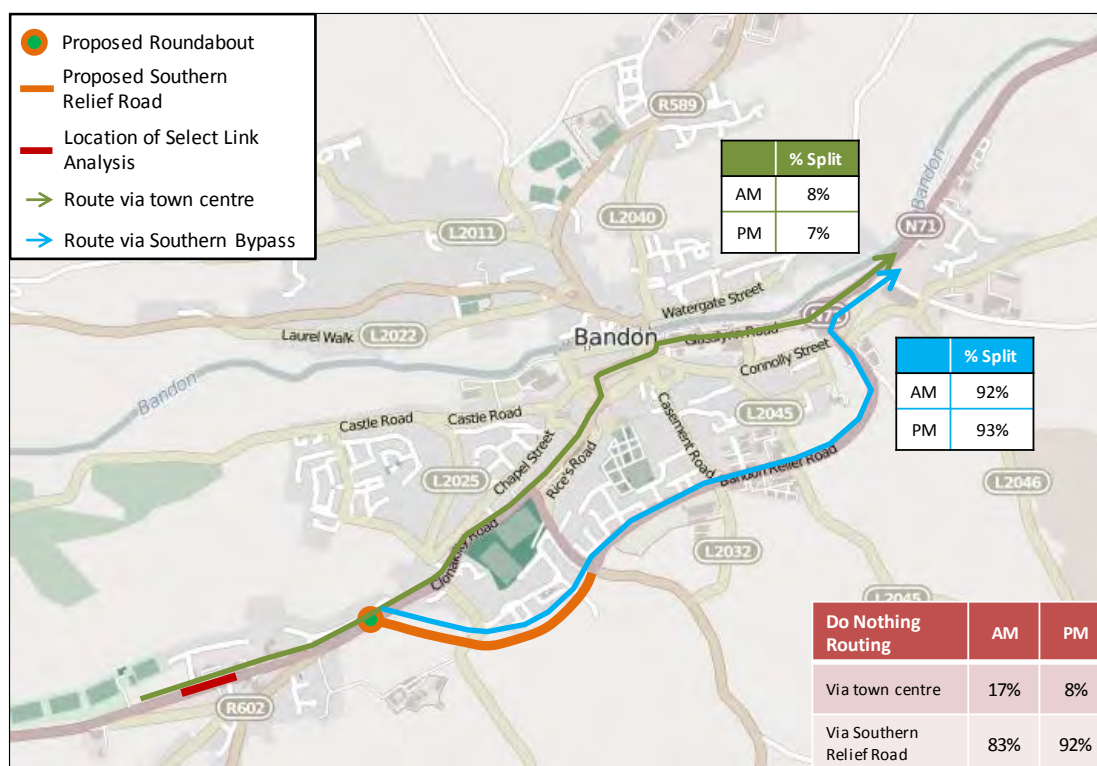 Proposed Roundabout
Proposed Southern
Relief Road
Location of Select Link
Analysis
Route via town centre
Route via Southern Bypass
R589
% Split
AM 8%
PM 7%
Bandon
N71
L2040
L2011
Watergate Street
Laurel Walk
L2022
Bandon
Glasslynn Road
Connolly Street
% Split
AM 92%
PM 93%
Bandon
Castle Road
Castle Road
Casement Road
L2045
Chapel Street
Rice's Road
L2025
Bandon Relief Road
L2046
L2032
Clonakilty Road
L2045
R602
Do Nothing
Routing AM PM
Via town centre 17% 8%
Via Southern
Relief Road 83% 92%